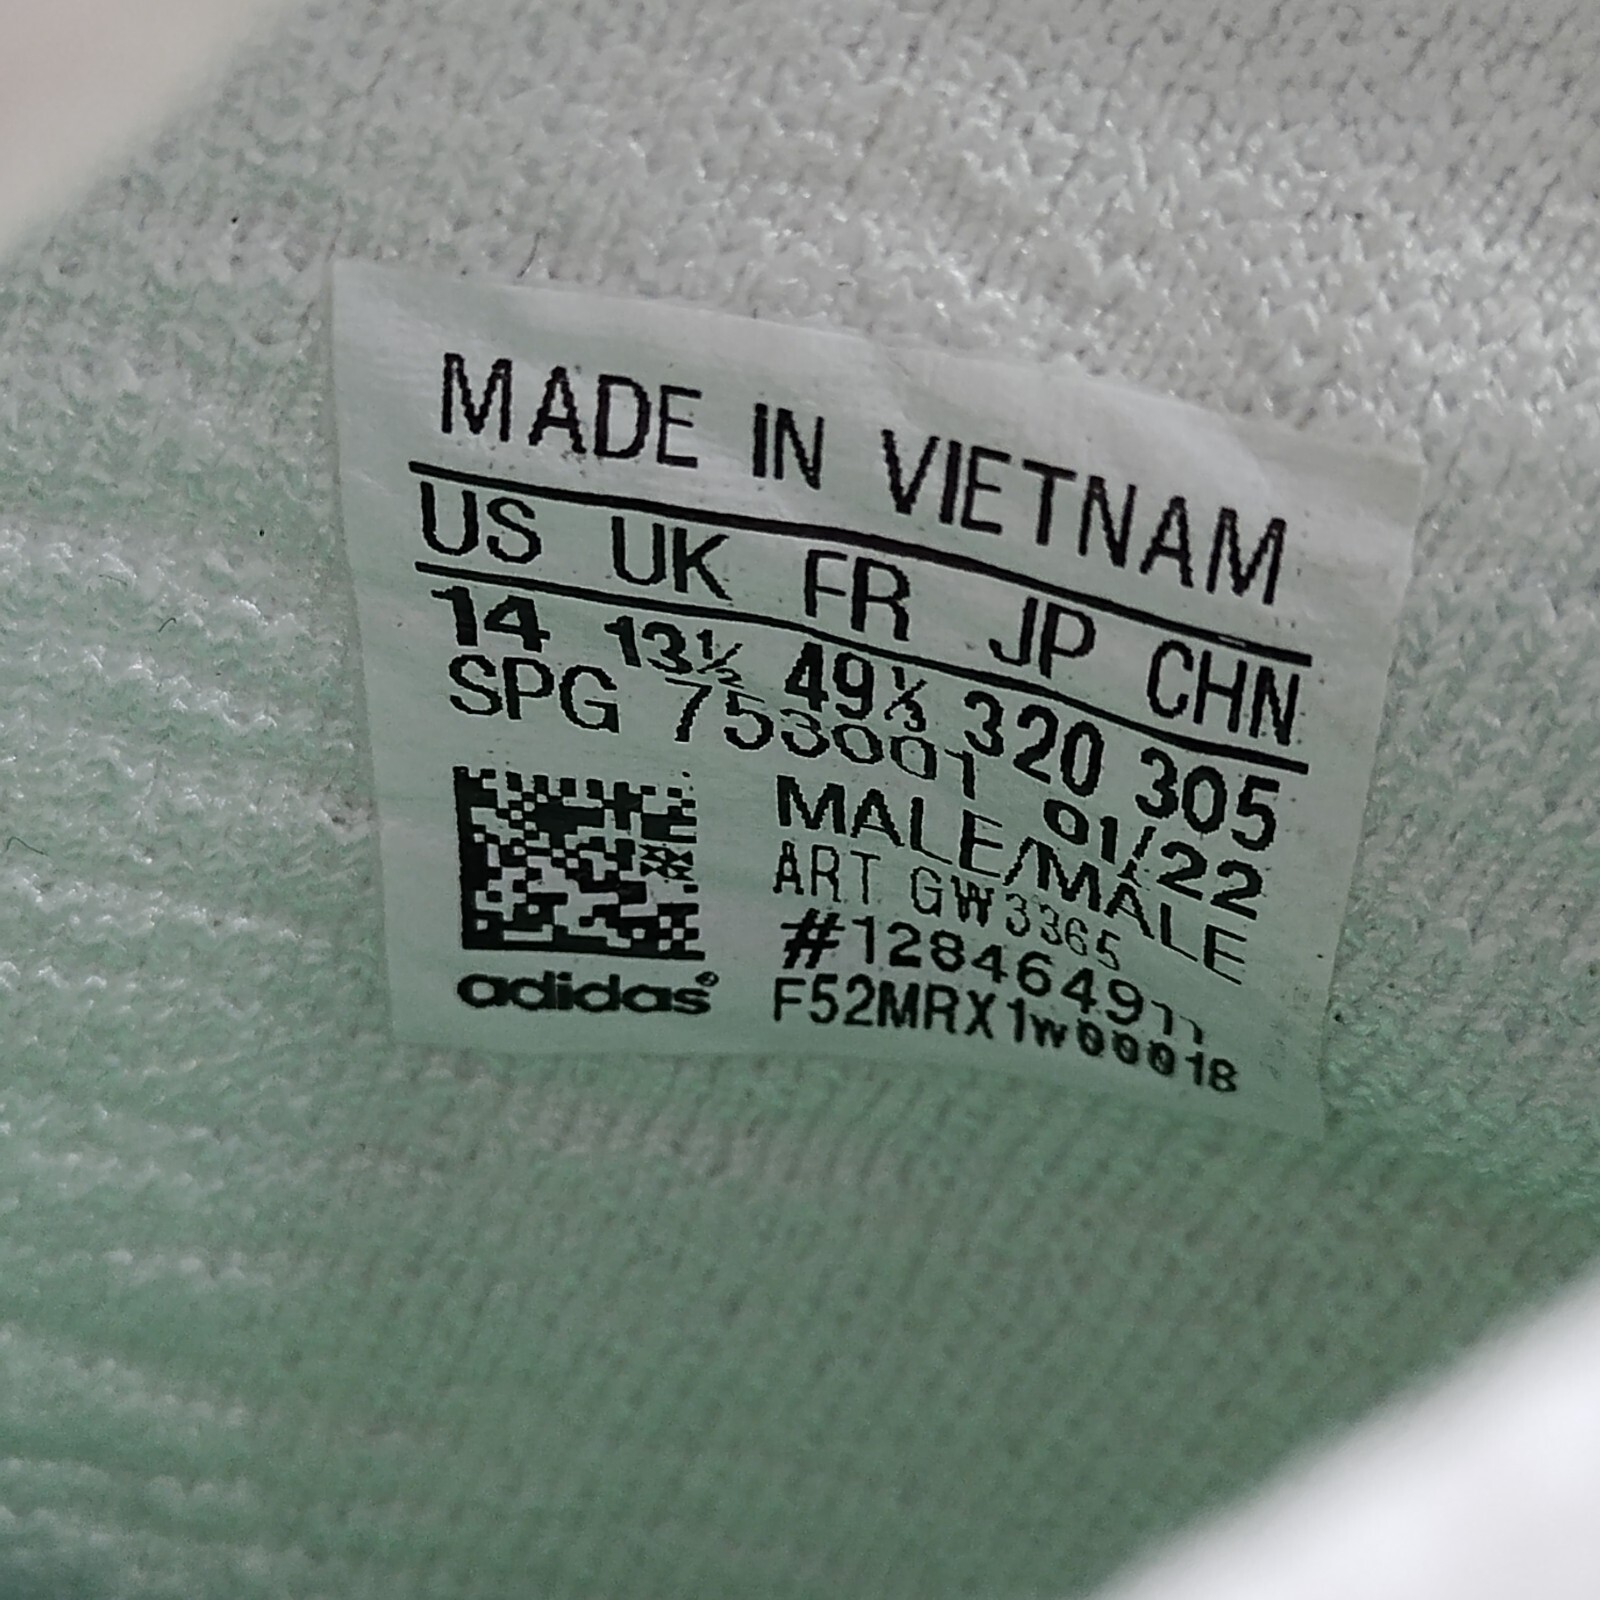 MADE IN VIETNAM
US UK FR JP CHN
14 13½ 49⅓ 320 305
SPG 753001 01/22
MALE/MALE
ART GW3365
#128464911
F52MRX1W00018
adidas®